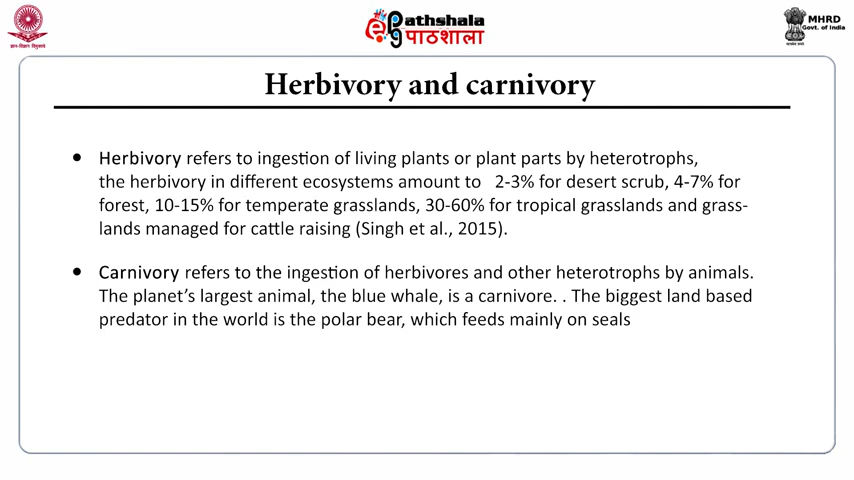 ज्ञान-विज्ञान विमुक्तये
ePathshala
पाठशाला
MHRD
Govt. of India
सत्यमेव जयते
Herbivory and carnivory
• Herbivory refers to ingestion of living plants or plant parts by heterotrophs,
the herbivory in different ecosystems amount to 2-3% for desert scrub, 4-7% for
forest, 10-15% for temperate grasslands, 30-60% for tropical grasslands and grass-
lands managed for cattle raising (Singh et al., 2015).
• Carnivory refers to the ingestion of herbivores and other heterotrophs by animals.
The planet’s largest animal, the blue whale, is a carnivore. . The biggest land based
predator in the world is the polar bear, which feeds mainly on seals